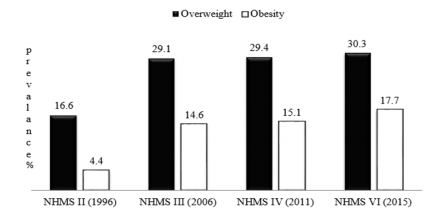 Overweight Obesity
prevalance%
16.6
4.4
29.1
14.6
29.4
15.1
30.3
17.7
NHMS II (1996) NHMS III (2006) NHMS IV (2011) NHMS VI (2015)